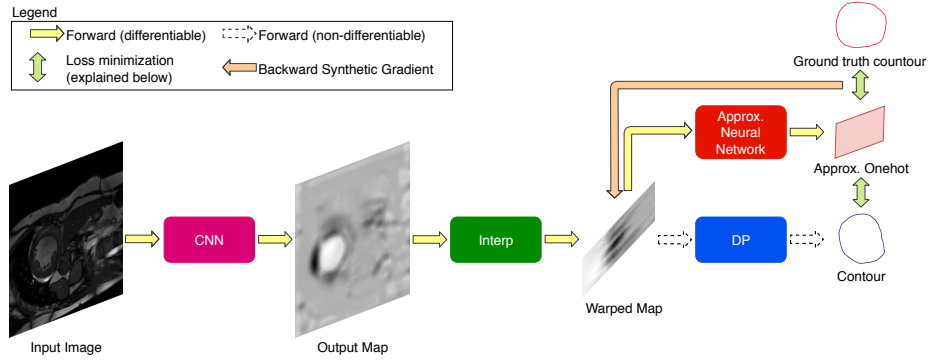 Legend
Forward (differentiable)
Forward (non-differentiable)
Loss minimization
(explained below)
Backward Synthetic Gradient
Ground truth countour
Approx.
Neural
Network
Approx. Onehot
CNN
Interp
DP
Contour
Warped Map
Input Image
Output Map